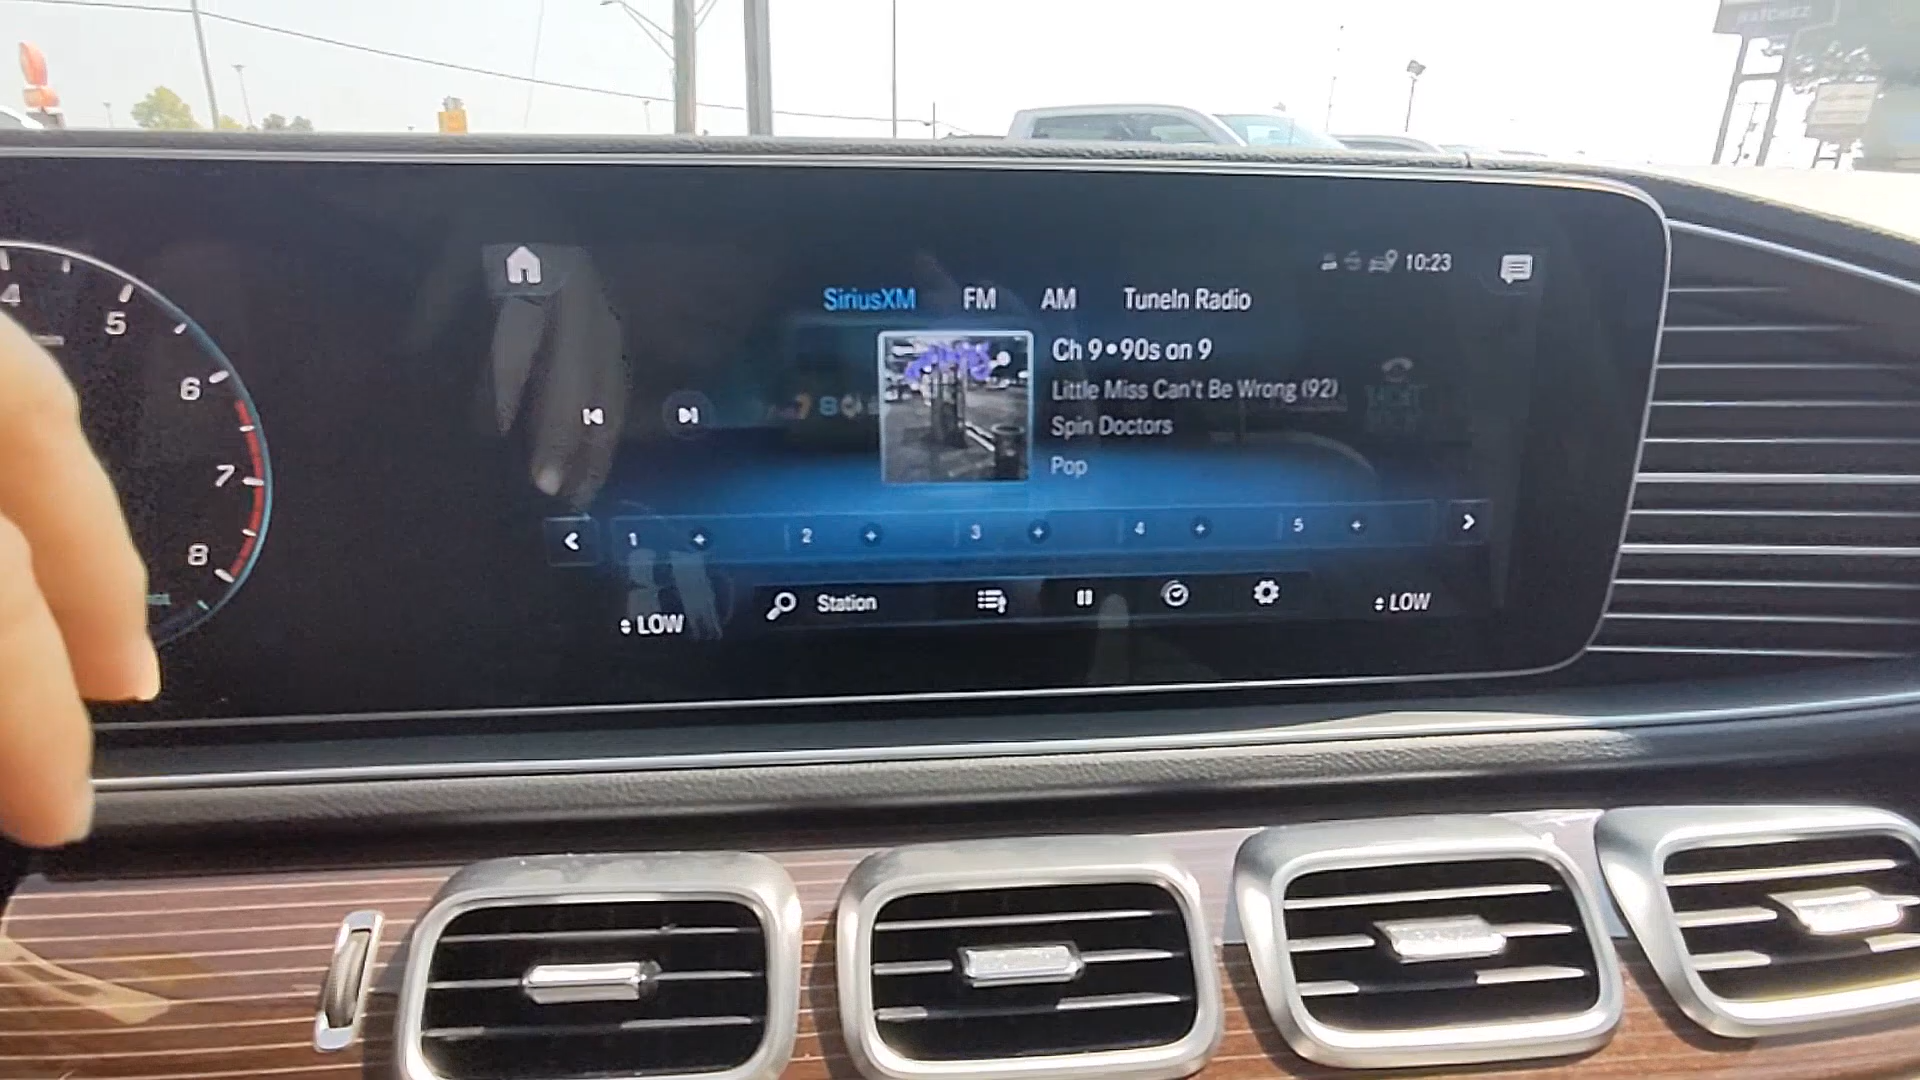 4
5
6
7
8
10:23
SiriusXM FM AM TuneIn Radio
Ch 9•90s on 9
Little Miss Can't Be Wrong (92)
Spin Doctors
Pop
1 + 2 + 3 + 4 + 5 +
Station
LOW
LOW